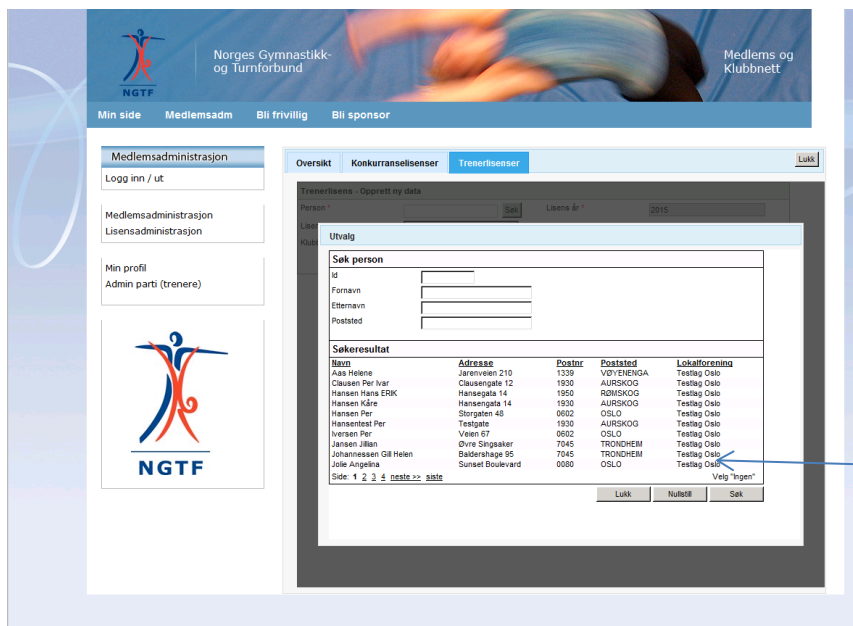 Norges Gymnastikk-
og Turnforbund
Medlems og
Klubbnett
NGTF
Min side Medlemsadm Bli frivillig Bli sponsor
Medlemsadministrasjon
Logg inn / ut
Medlemsadministrasjon
Lisensadministrasjon
Min profil
Admin parti (trenere)
NGTF
Oversikt Konkurranselisenser Trenerlisenser Lukk
Trenerlisens - Opprett ny data
Person * Søk Lisens år * 2015
Utvalg
Søk person
Id
Fornavn
Etternavn
Poststed
Søkeresultat
Navn Adresse Postnr Poststed Lokalforening
Aas Helene Jarenveien 210 1339 VØYENENGA Testlag Oslo
Clausen Per Ivar Clausengate 12 1930 AURSKOG Testlag Oslo
Hansen Hans ERIK Hansegata 14 1950 RØMSKOG Testlag Oslo
Hansen Kåre Hansengata 14 1930 AURSKOG Testlag Oslo
Hansen Per Storgaten 48 0602 OSLO Testlag Oslo
Hansentest Per Testgate 1930 AURSKOG Testlag Oslo
Iversen Per Veien 67 0602 OSLO Testlag Oslo
Jansen Jillian Øvre Singsaker 7045 TRONDHEIM Testlag Oslo
Johannessen Gill Helen Baldershage 95 7045 TRONDHEIM Testlag Oslo
Jolie Angelina Sunset Boulevard 0080 OSLO Testlag Oslo
Side: 1 2 3 4 neste >> siste Velg "Ingen"
Lukk Nullstill Søk